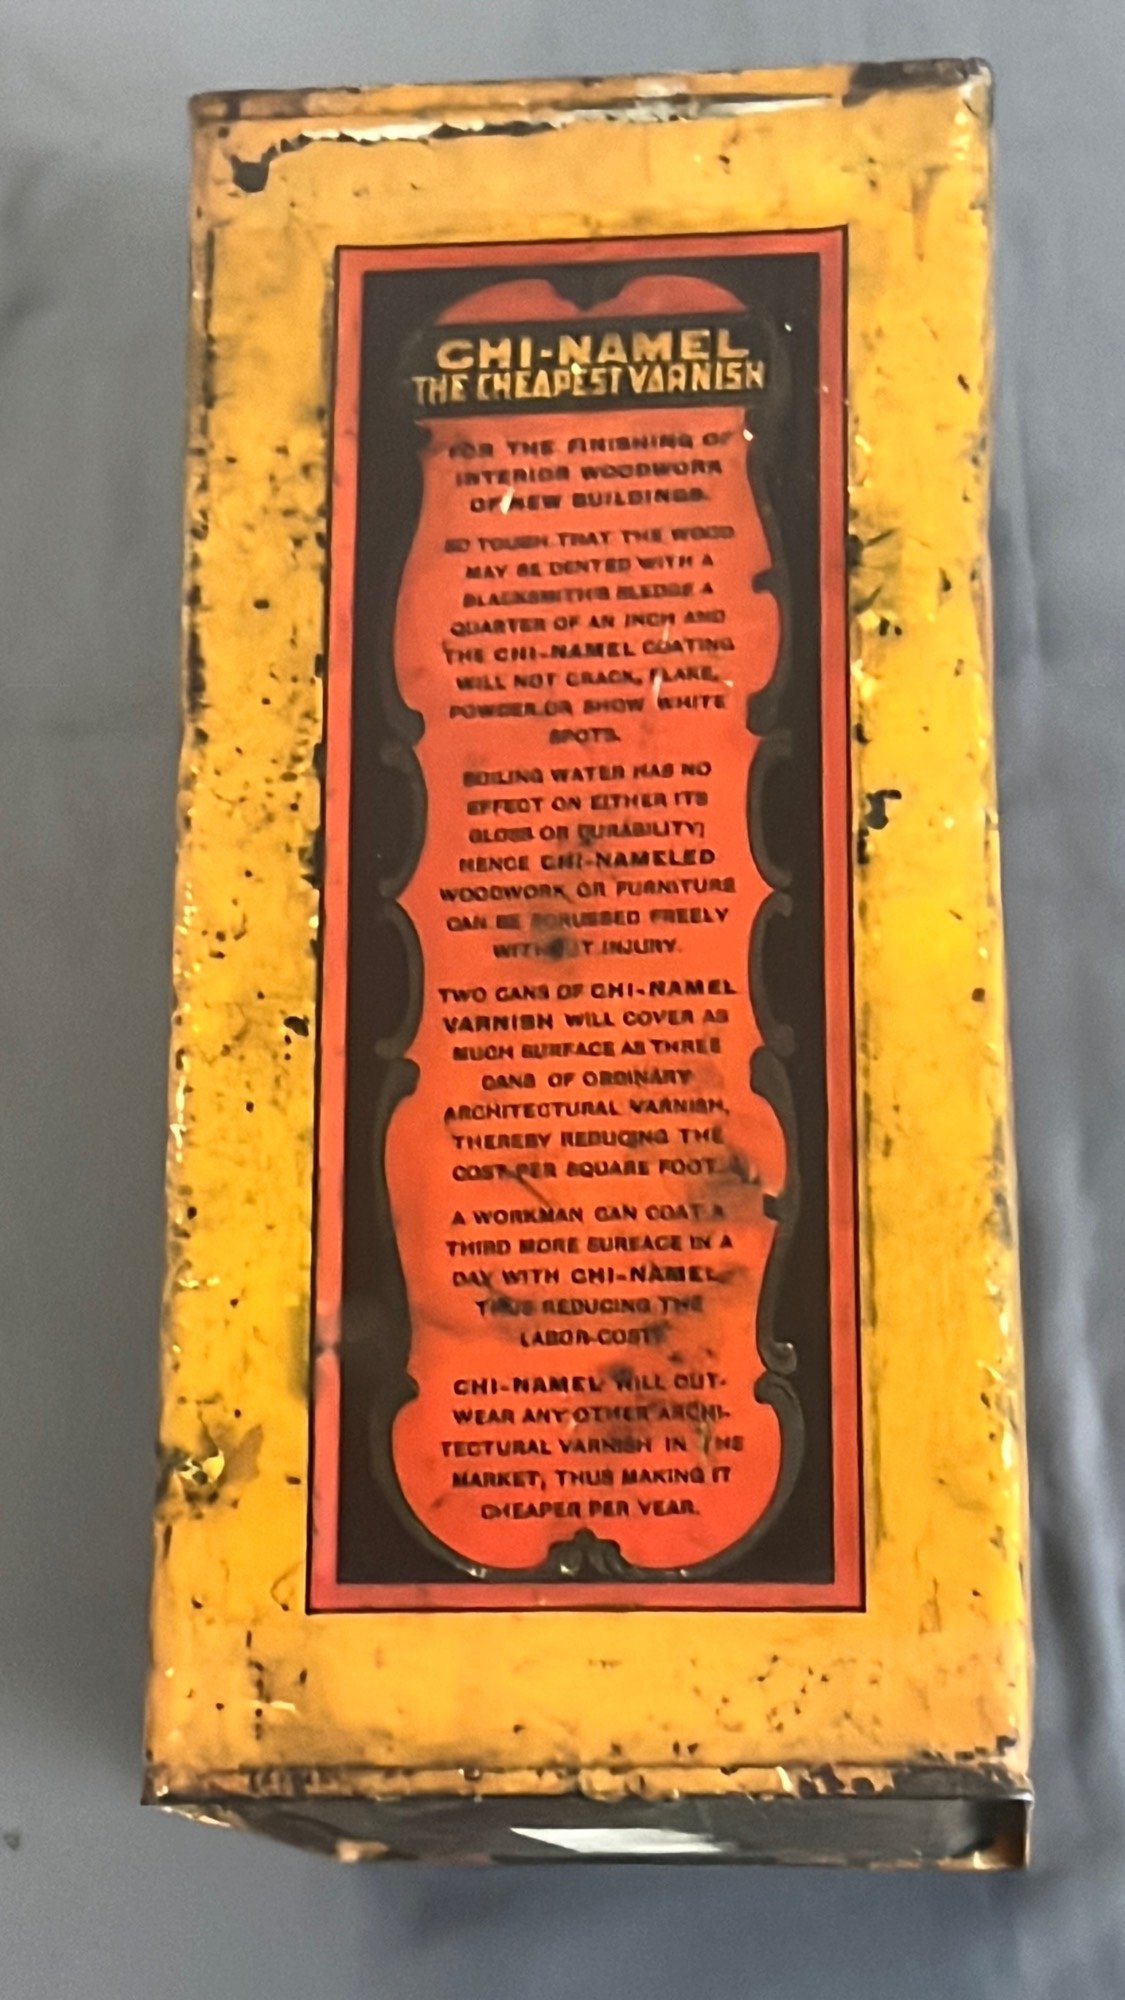 CHI-NAMEL
THE CHEAPEST VARNISH
FOR THE FINISHING OF
INTERIOR WOODWORK
OF NEW BUILDINGS.
SO TOUGH THAT THE WOOD
MAY BE DENTED WITH A
BLACKSMITH'S SLEDGE A
QUARTER OF AN INCH AND
THE CHI-NAMEL COATING
WILL NOT CRACK, FLAKE,
POWDER OR SHOW WHITE
SPOTS.
BOILING WATER HAS NO
EFFECT ON EITHER ITS
GLOSS OR DURABILITY;
HENCE CHI-NAMELED
WOODWORK OR FURNITURE
CAN BE SCRUBBED FREELY
WITHOUT INJURY.
TWO CANS OF CHI-NAMEL
VARNISH WILL COVER AS
MUCH SURFACE AS THREE
CANS OF ORDINARY
ARCHITECTURAL VARNISH,
THEREBY REDUCING THE
COST PER SQUARE FOOT.
A WORKMAN CAN COAT A
THIRD MORE SURFACE IN A
DAY WITH CHI-NAMEL,
THUS REDUCING THE
LABOR COST.
CHI-NAMEL WILL OUT-
WEAR ANY OTHER ARCHI-
TECTURAL VARNISH IN THE
MARKET, THUS MAKING IT
CHEAPER PER YEAR.